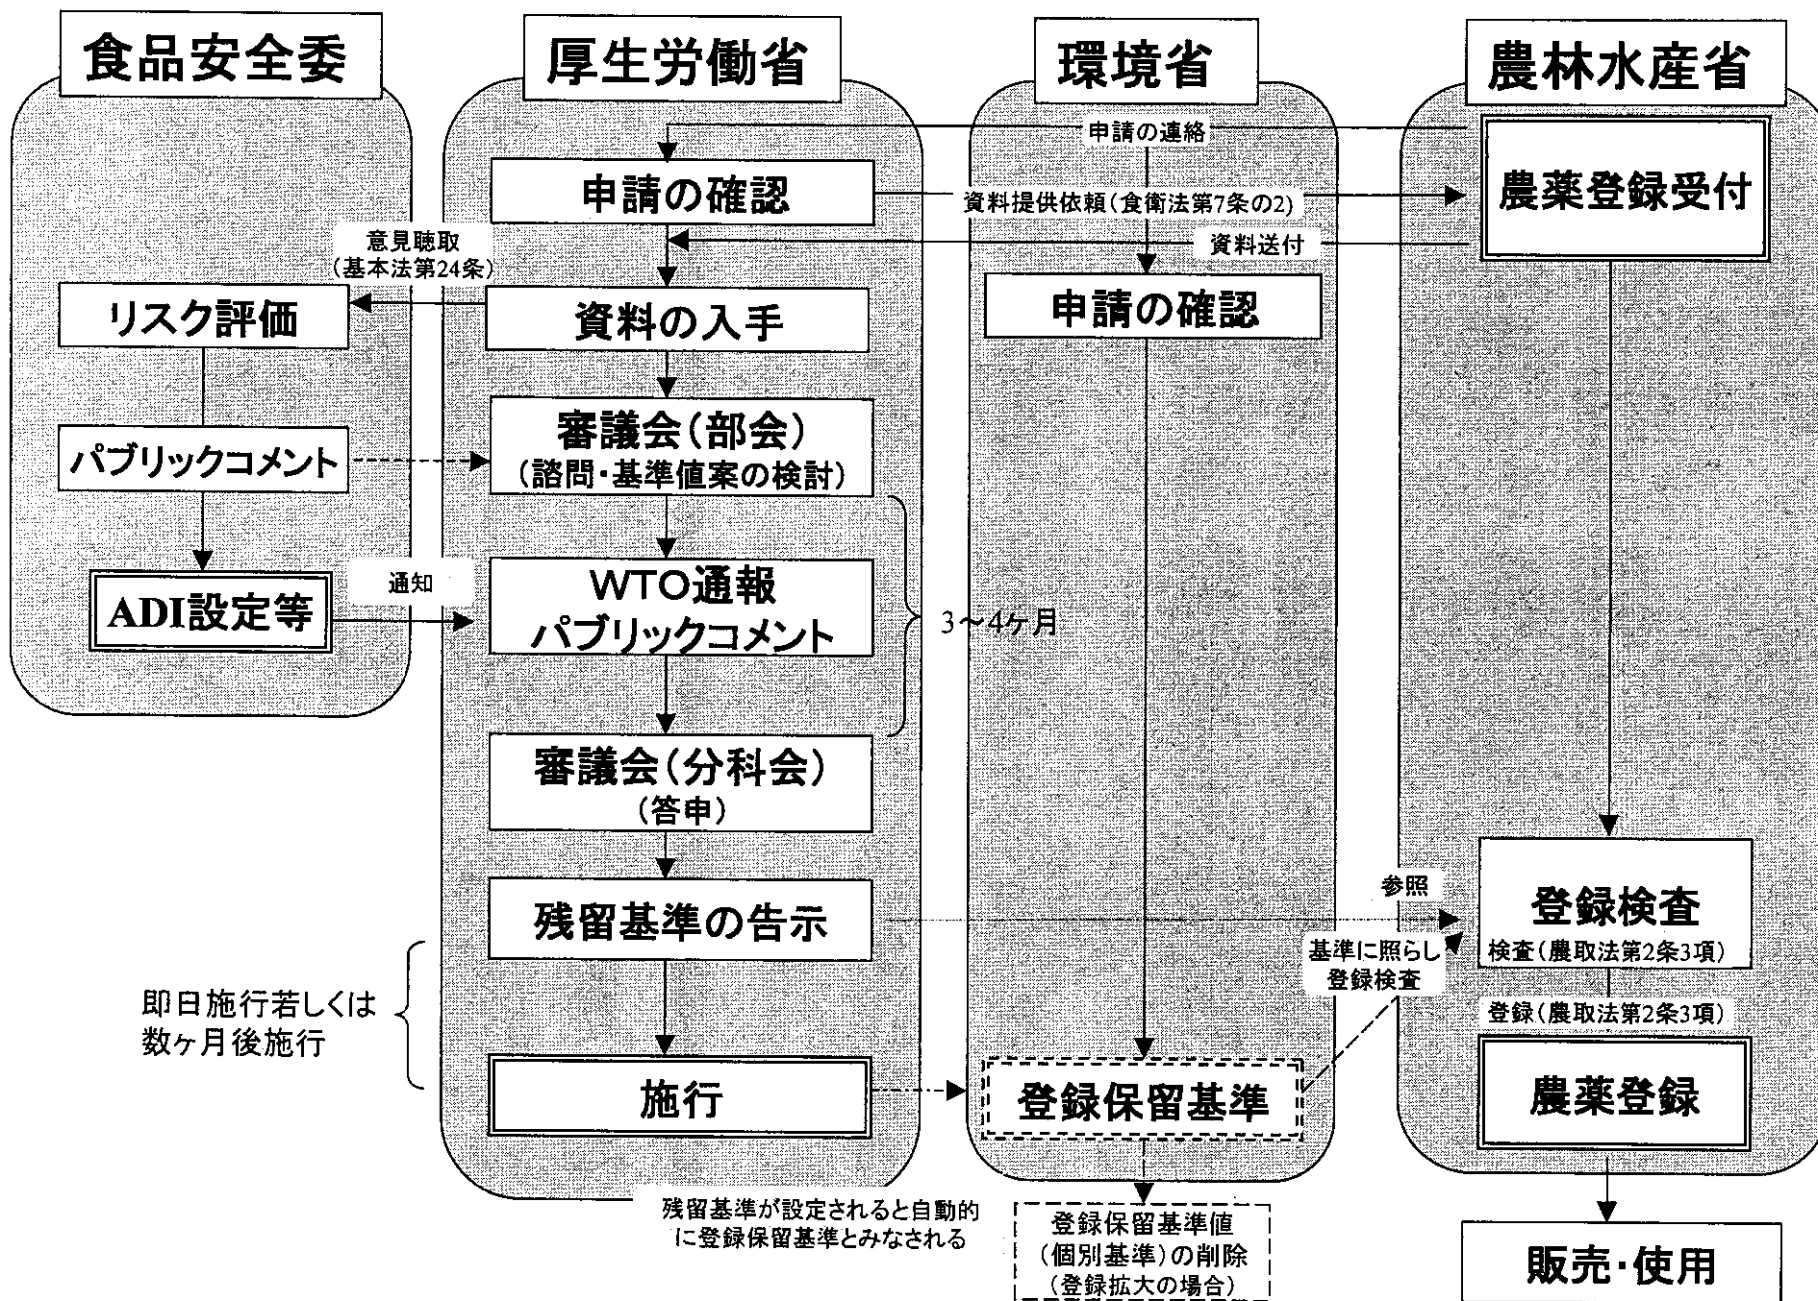 食品安全委
厚生労働省
環境省
農林水産省
申請の連絡
申請の確認
農薬登録受付
資料提供依頼(食衛法第7条の2)
意見聴取
(基本法第24条)
資料送付
リスク評価
資料の入手
申請の確認
審議会(部会)
(諮問・基準値案の検討)
パブリックコメント
ADI設定等
通知
WTO通報
パブリックコメント
3～4ヶ月
審議会(分科会)
(答申)
残留基準の告示
参照
登録検査
検査(農取法第2条3項)
基準に照らし
登録検査
即日施行若しくは
数ヶ月後施行
登録(農取法第2条3項)
施行
登録保留基準
農薬登録
残留基準が設定されると自動的
に登録保留基準とみなされる
登録保留基準値
(個別基準)の削除
(登録拡大の場合)
販売・使用